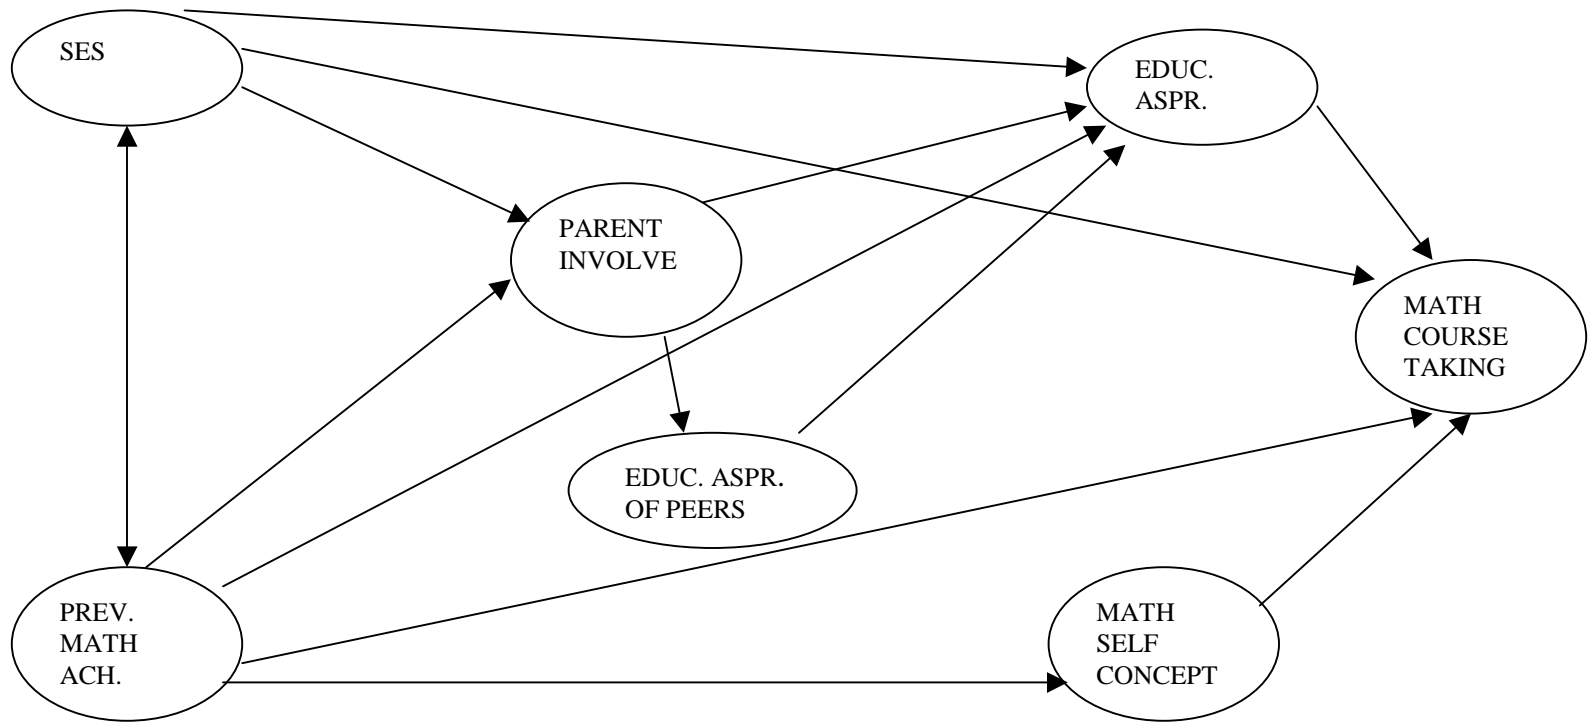 SES
EDUC.
ASPR.
PARENT
INVOLVE
MATH
COURSE
TAKING
EDUC. ASPR.
OF PEERS
PREV.
MATH
ACH.
MATH
SELF
CONCEPT